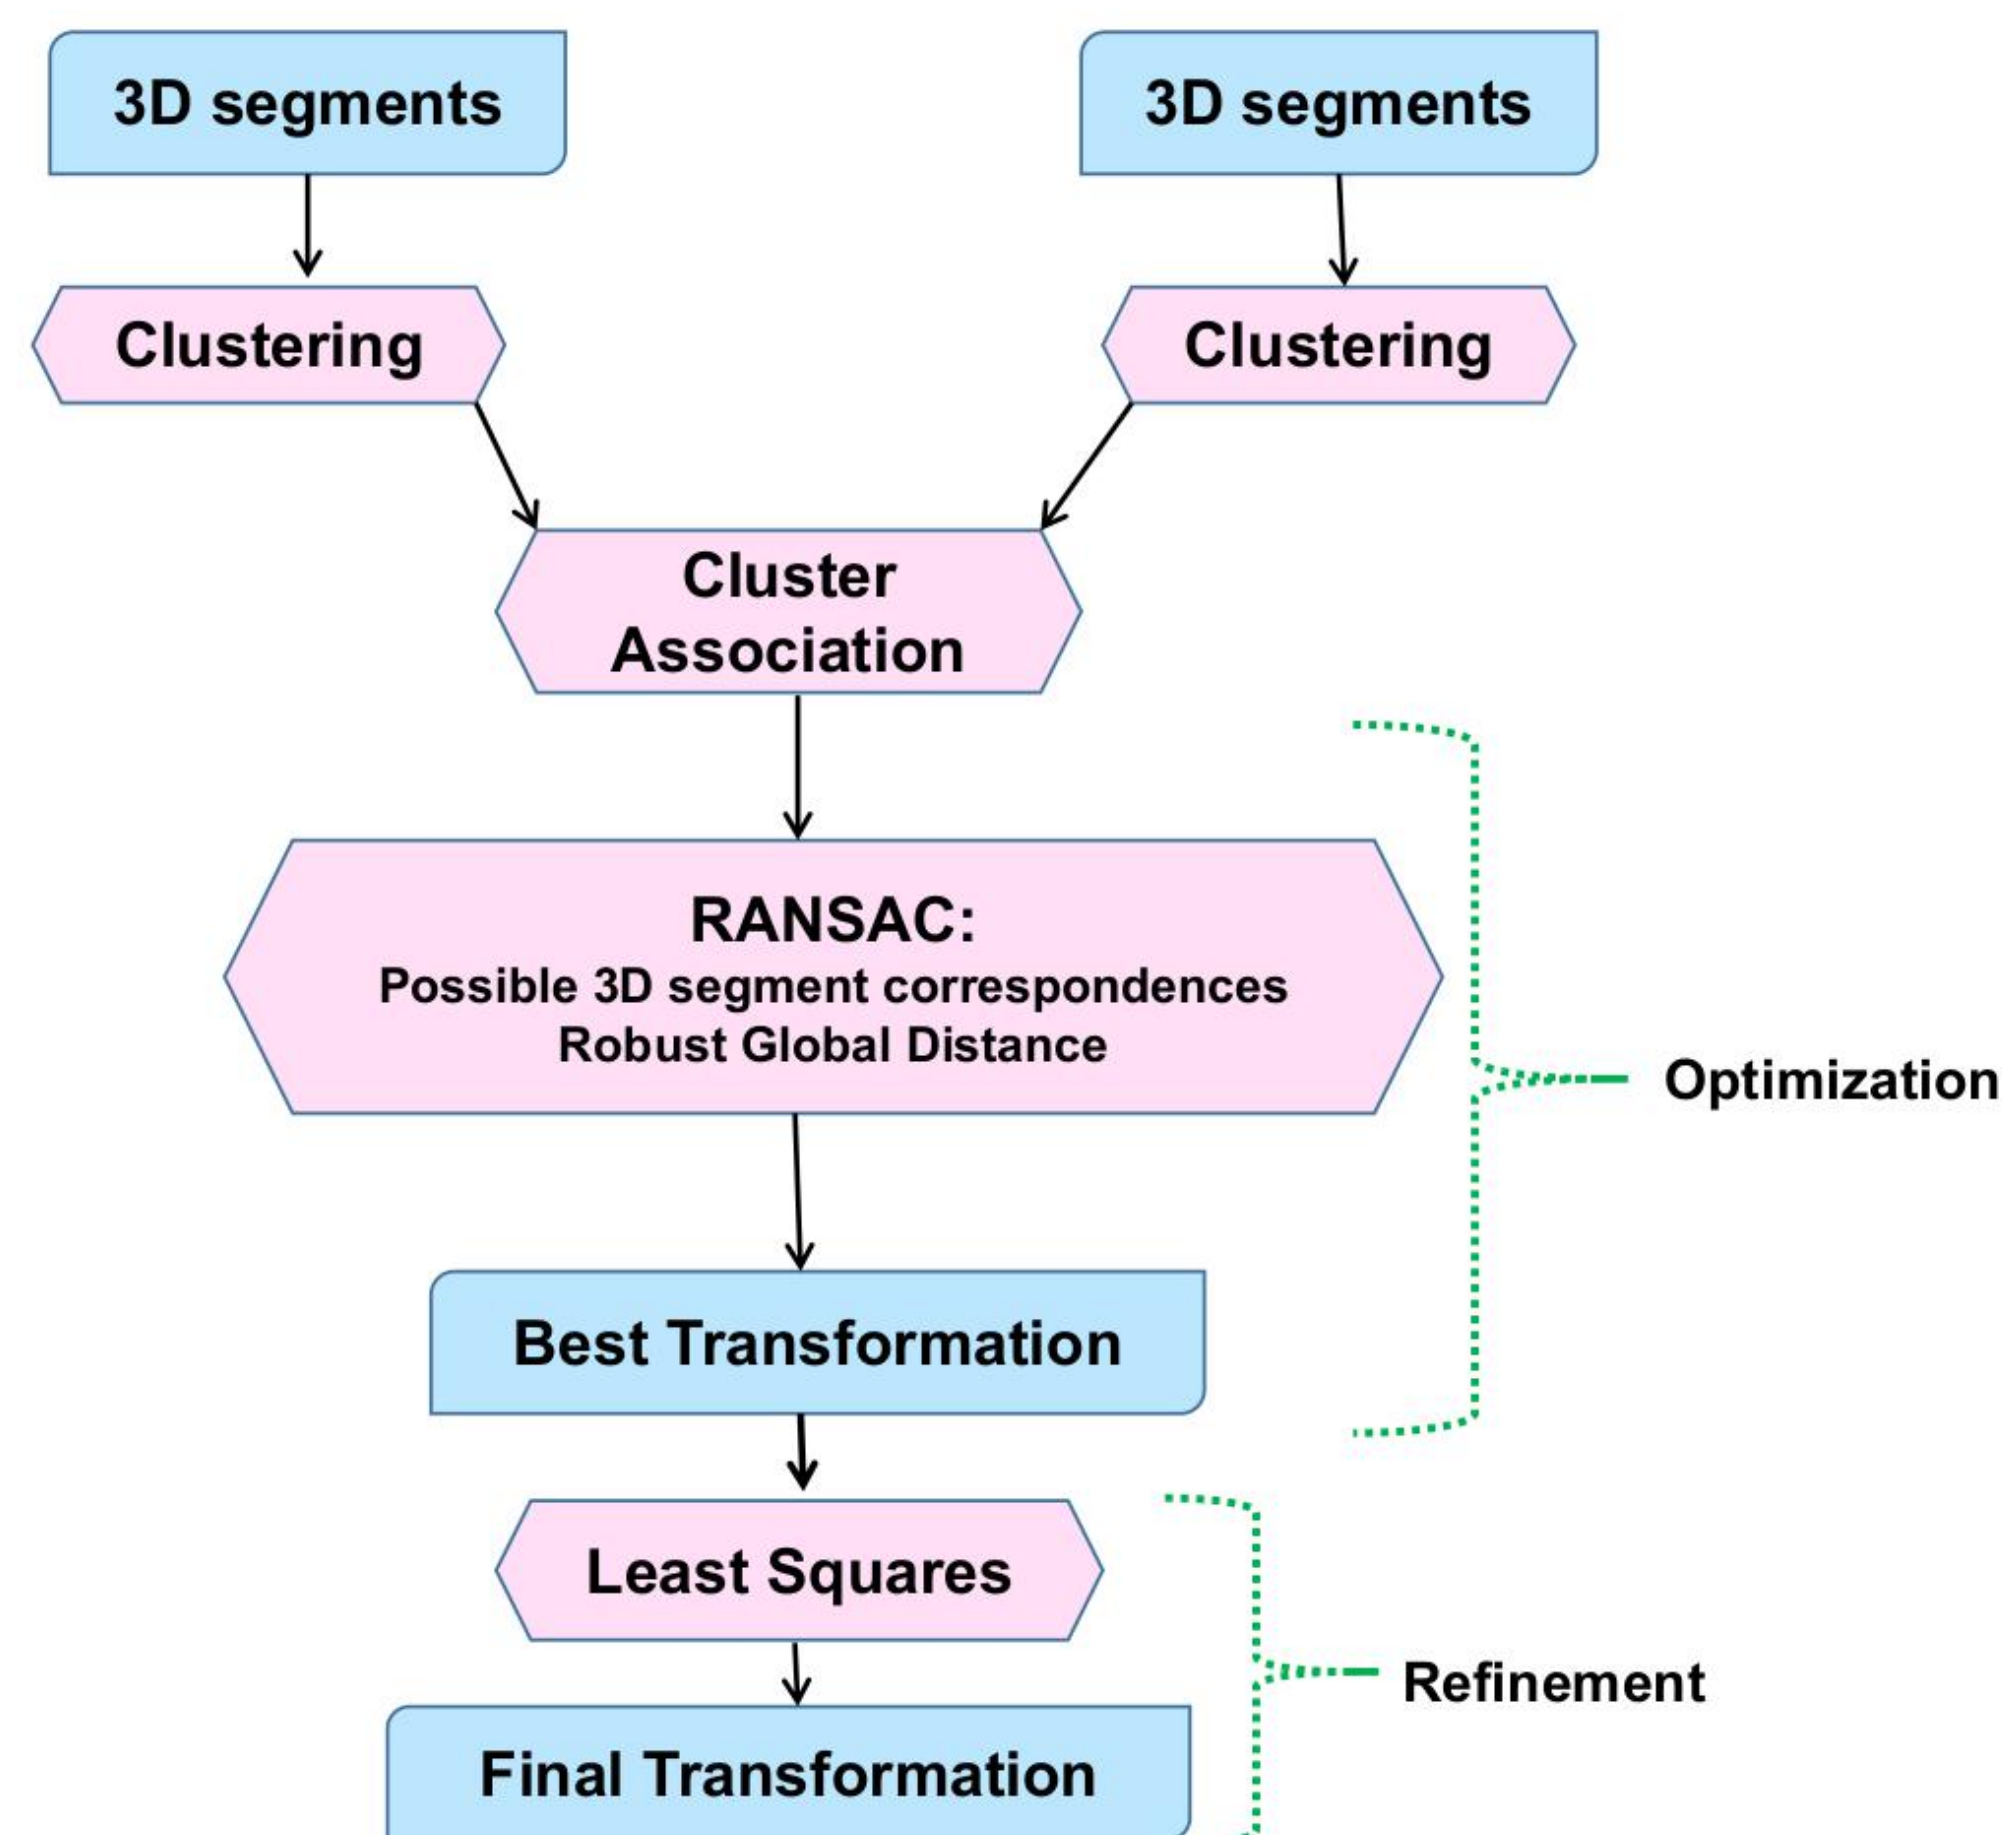 3D segments
3D segments
Clustering
Clustering
Cluster
Association
RANSAC:
Possible 3D segment correspondences
Robust Global Distance
Optimization
Best Transformation
Least Squares
Refinement
Final Transformation